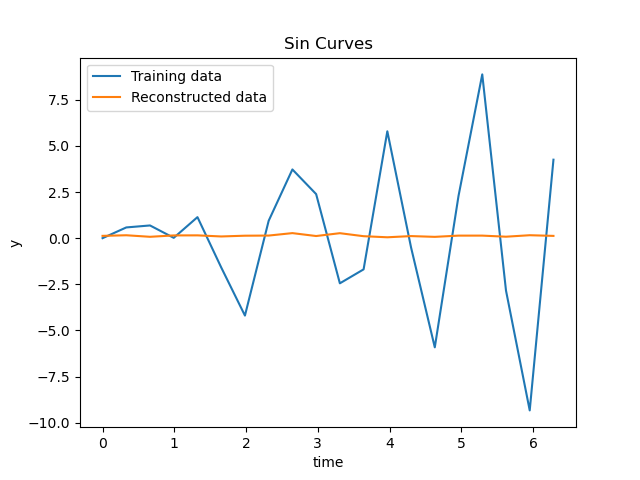 Sin Curves
Training data
Reconstructed data
7.5
5.0
2.5
0.0
−2.5
−5.0
−7.5
−10.0
y
0 1 2 3 4 5 6
time